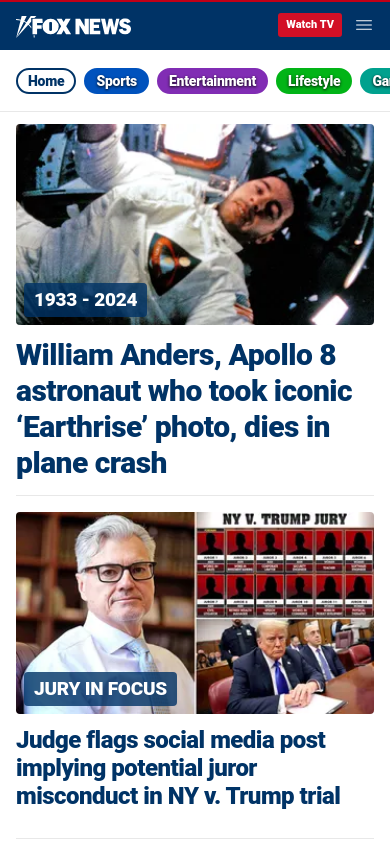 FOX NEWS
Watch TV
Home
Sports
Entertainment
Lifestyle
Ga
1933 - 2024
William Anders, Apollo 8
astronaut who took iconic
‘Earthrise’ photo, dies in
plane crash
NY V. TRUMP JURY
JURY IN FOCUS
Judge flags social media post
implying potential juror
misconduct in NY v. Trump trial